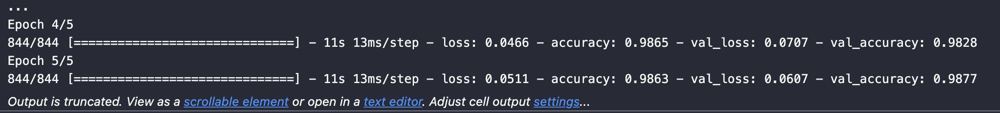 ...
Epoch 4/5
844/844 [==============================] - 11s 13ms/step - loss: 0.0466 - accuracy: 0.9865 - val_loss: 0.0707 - val_accuracy: 0.9828
Epoch 5/5
844/844 [==============================] - 11s 13ms/step - loss: 0.0511 - accuracy: 0.9863 - val_loss: 0.0607 - val_accuracy: 0.9877
Output is truncated. View as a scrollable element or open in a text editor. Adjust cell output settings...